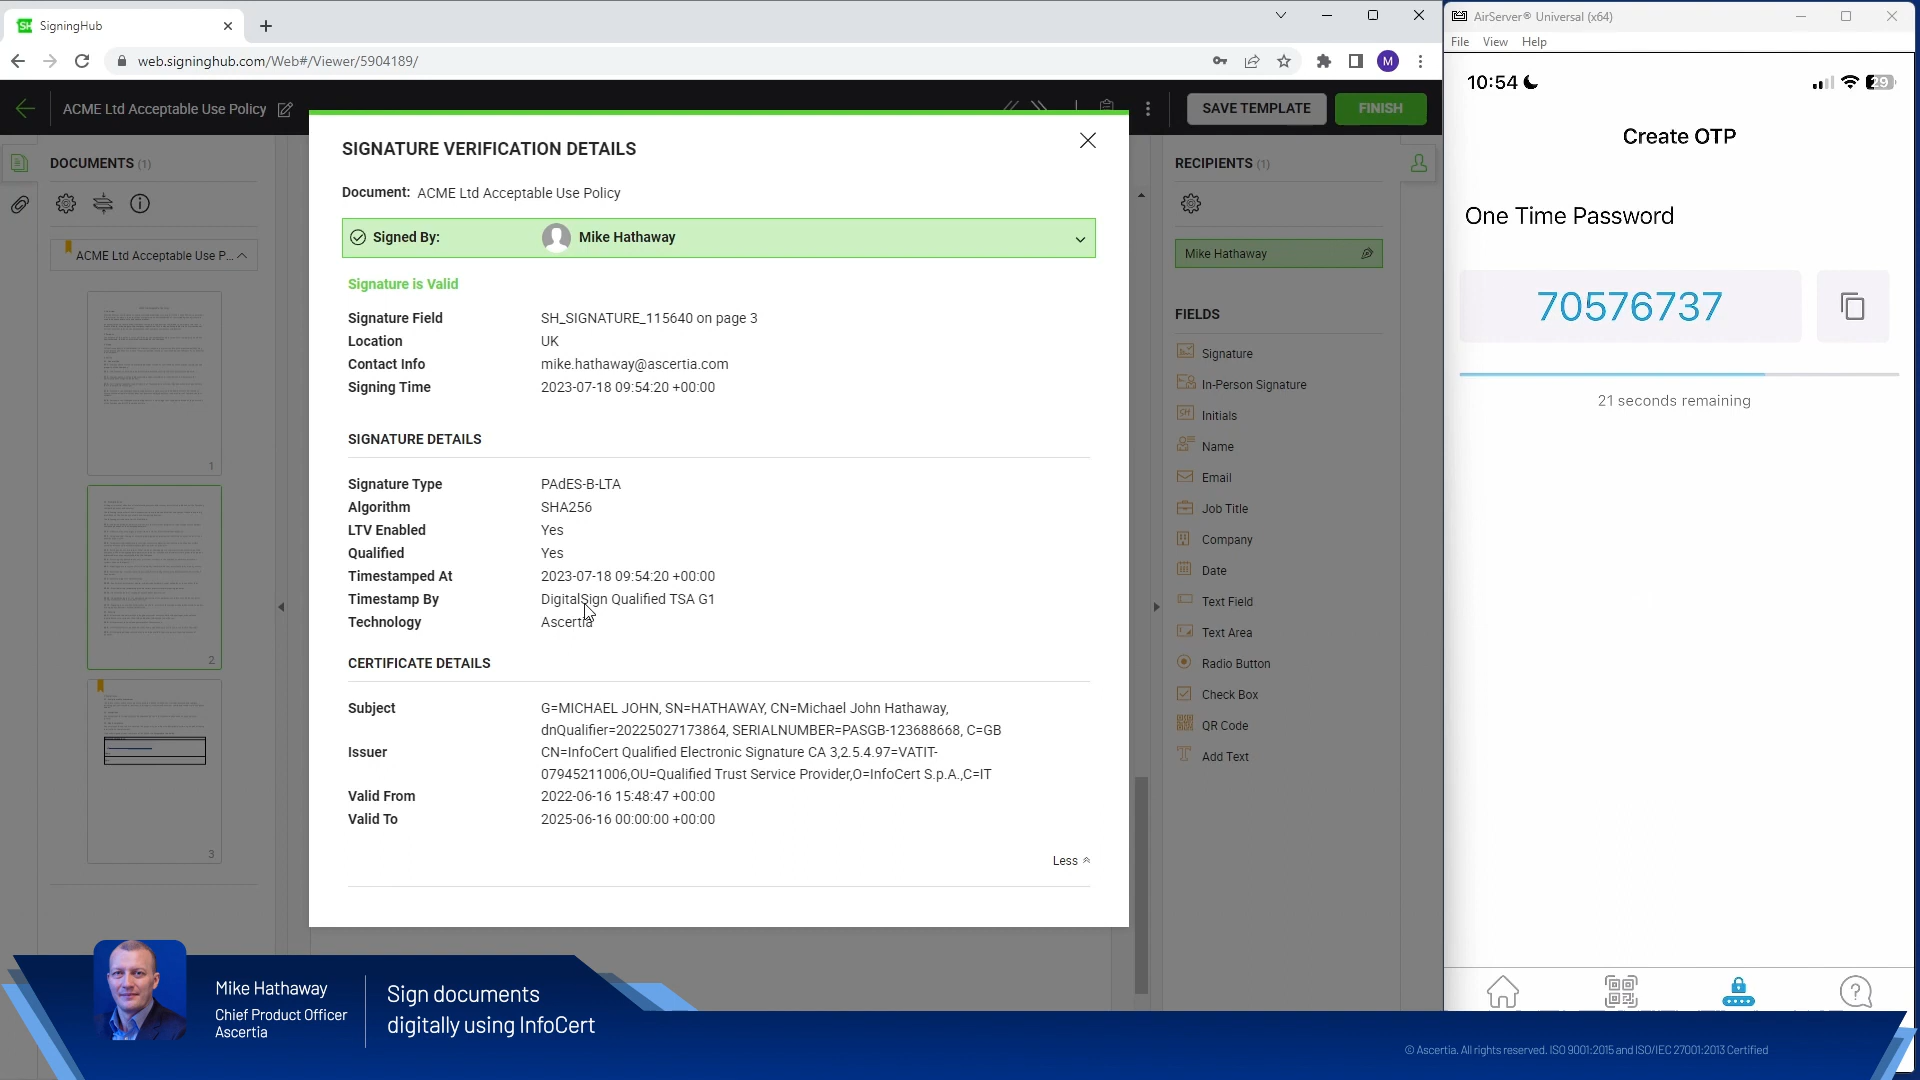 SigningHub
web.signinghub.com/Web#/Viewer/5904189/
M
ACME Ltd Acceptable Use Policy
SAVE TEMPLATE
FINISH
DOCUMENTS (1)
ACME Ltd Acceptable Use P...
1
2
3
SIGNATURE VERIFICATION DETAILS
Document: ACME Ltd Acceptable Use Policy
Signed By: Mike Hathaway
Signature is Valid
Signature Field SH_SIGNATURE_115640 on page 3
Location UK
Contact Info mike.hathaway@ascertia.com
Signing Time 2023-07-18 09:54:20 +00:00
SIGNATURE DETAILS
Signature Type PAdES-B-LTA
Algorithm SHA256
LTV Enabled Yes
Qualified Yes
Timestamped At 2023-07-18 09:54:20 +00:00
Timestamp By DigitalSign Qualified TSA G1
Technology Ascertia
CERTIFICATE DETAILS
Subject G=MICHAEL JOHN, SN=HATHAWAY, CN=Michael John Hathaway,
dnQualifier=20225027173864, SERIALNUMBER=PASGB-123688668, C=GB
Issuer CN=InfoCert Qualified Electronic Signature CA 3,2.5.4.97=VATIT-
07945211006,OU=Qualified Trust Service Provider,O=InfoCert S.p.A.,C=IT
Valid From 2022-06-16 15:48:47 +00:00
Valid To 2025-06-16 00:00:00 +00:00
Less
RECIPIENTS (1)
Mike Hathaway
FIELDS
Signature
In-Person Signature
Initials
Name
Email
Job Title
Company
Date
Text Field
Text Area
Radio Button
Check Box
QR Code
Add Text
AirServer® Universal (x64)
File View Help
10:54
29
Create OTP
One Time Password
70576737
21 seconds remaining
Mike Hathaway
Chief Product Officer
Ascertia
Sign documents
digitally using InfoCert
© Ascertia. All rights reserved. ISO 9001:2015 and ISO/IEC 27001:2013 Certified